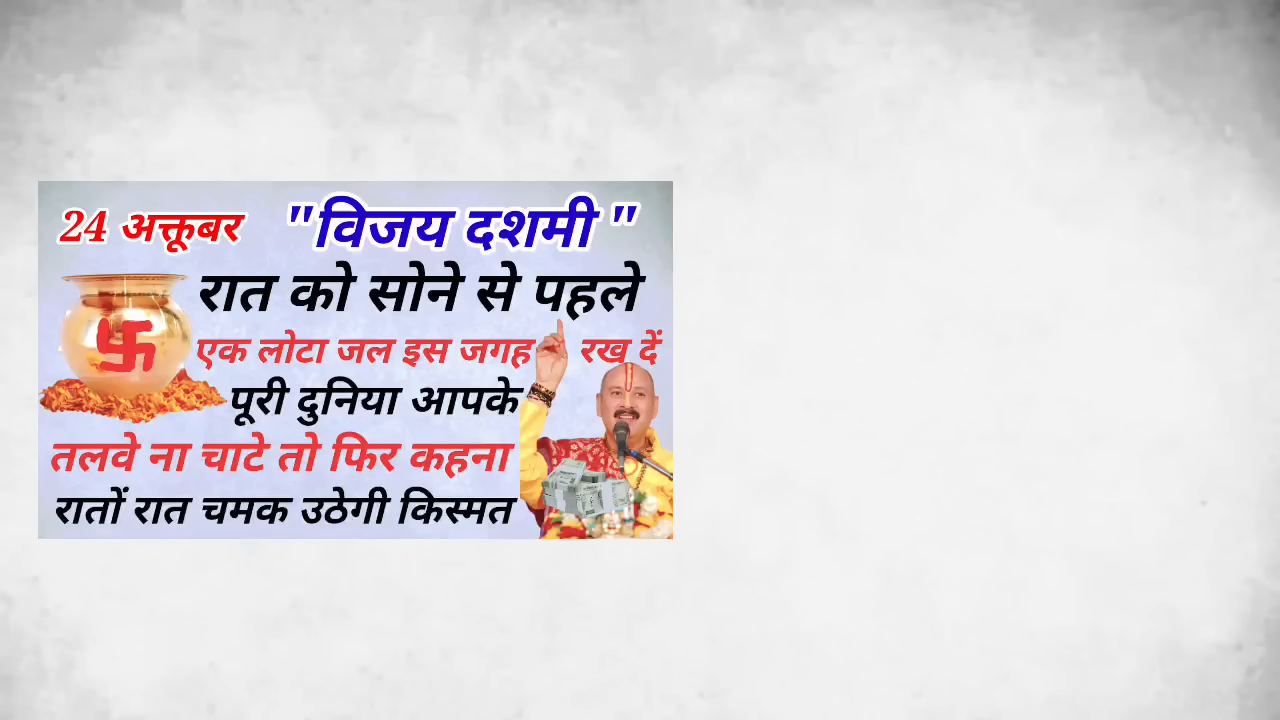 24 अक्तूबर "विजय दशमी"
रात को सोने से पहले
एक लोटा जल इस जगह रख दें
पूरी दुनिया आपके
तलवे ना चाटे तो फिर कहना
रातों रात चमक उठेगी किस्मत